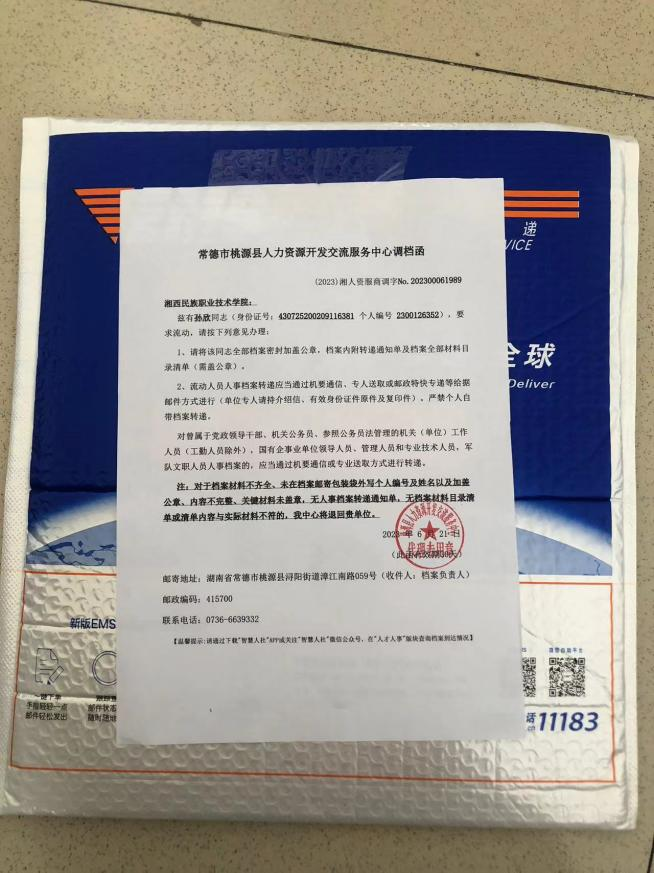 递
VICE
常德市桃源县人力资源开发交流服务中心调档函
(2023)湘人资服商调字No.202300061989
湘西民族职业技术学院:
兹有孙欣同志(身份证号:430725200209116381 个人编号 2300126352),要
求流动,请按下列意见办理:
1、请将该同志全部档案密封加盖公章,档案内附转递通知单及档案全部材料目
录清单(需盖公章)。
全球
Deliver
2、流动人员人事档案转递应当通过机要通信、专人送取或邮政特快专递等给据
邮件方式进行(单位专人请持介绍信、有效身份证件原件及复印件)。严禁个人自
带档案转递。
对曾属于党政领导干部、机关公务员、参照公务员法管理的机关(单位)工作
人员(工勤人员除外),国有企事业单位领导人员、管理人员和专业技术人员,军
队文职人员人事档案的,应当通过机要通信或专业送取方式进行转递。
注:对于档案材料不齐全、未在档案邮寄包装袋外写个人编号及姓名以及加盖
公章、内容不完整、关键材料未盖章,无人事档案转递通知单,无档案材料目录清
单或清单内容与实际材料不符的,我中心将退回贵单位。
2023年 6月21日
邮寄地址:湖南省常德市桃源县浔阳街道漳江南路059号(收件人:档案负责人)
邮政编码:415700
联系电话:0736-6639332
新版EMS
【温馨提示:请通过下载"智慧人社"APP或关注"智慧人社"微信公众号,在"人才人事"版块查询档案到达情况】
一键下单
手指轻轻一点
邮件轻松发出
邮件状态
随时随地
话11183